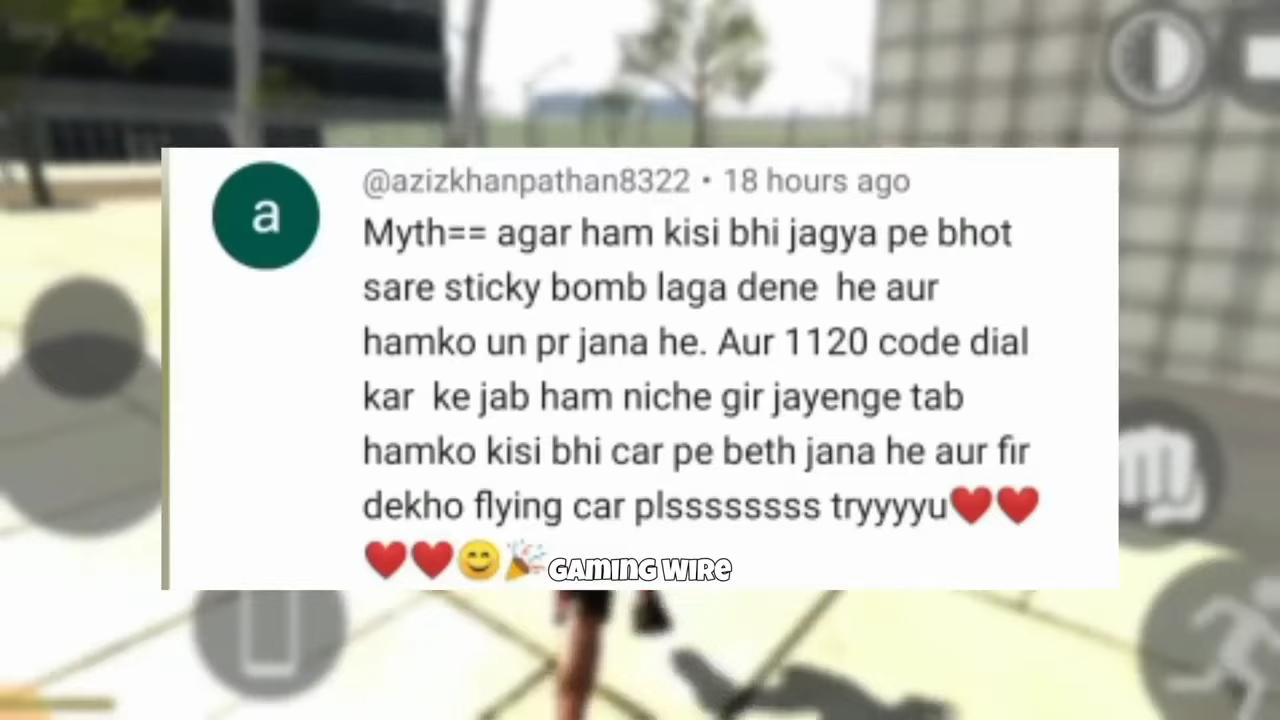 a
@azizkhanpathan8322 • 18 hours ago
Myth== agar ham kisi bhi jagya pe bhot
sare sticky bomb laga dene he aur
hamko un pr jana he. Aur 1120 code dial
kar ke jab ham niche gir jayenge tab
hamko kisi bhi car pe beth jana he aur fir
dekho flying car plsssssssss tryyyyu❤️❤️
❤️❤️😊🎉
GAMING WIRE